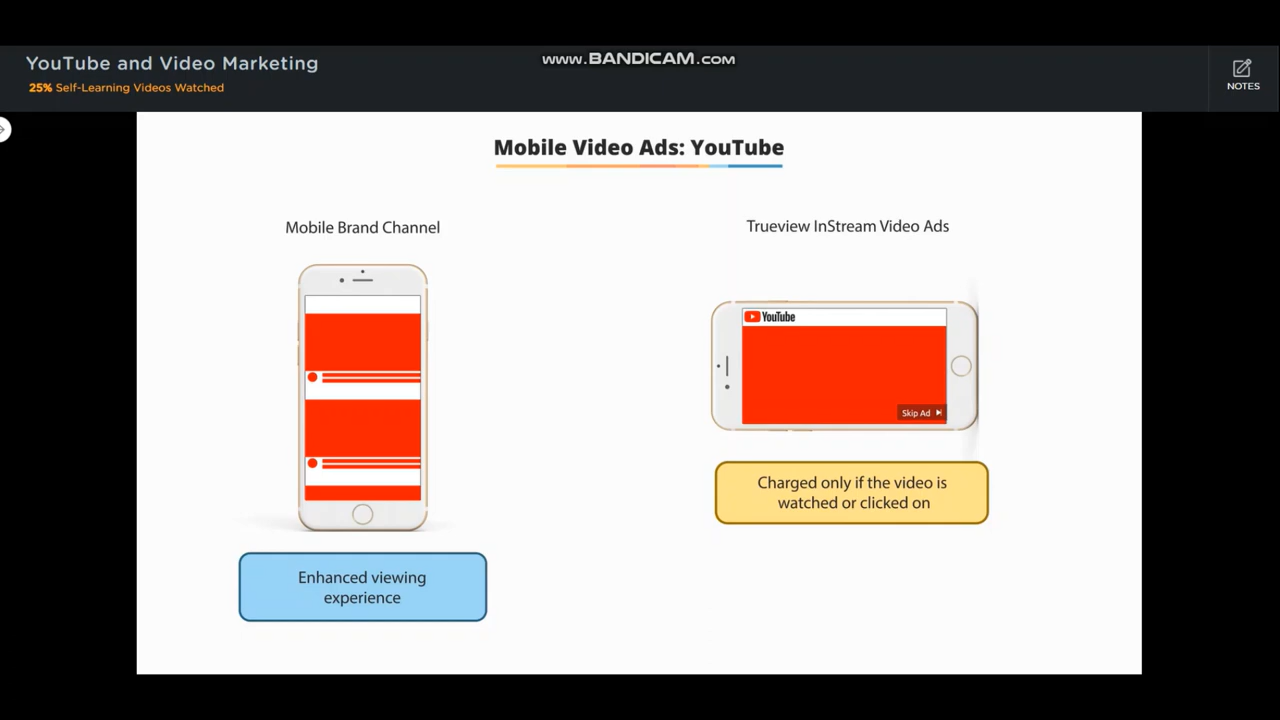 www.BANDICAM.com
YouTube and Video Marketing
25% Self-Learning Videos Watched
NOTES
Mobile Video Ads: YouTube
Mobile Brand Channel
Trueview InStream Video Ads
YouTube
Skip Ad
Charged only if the video is
watched or clicked on
Enhanced viewing
experience